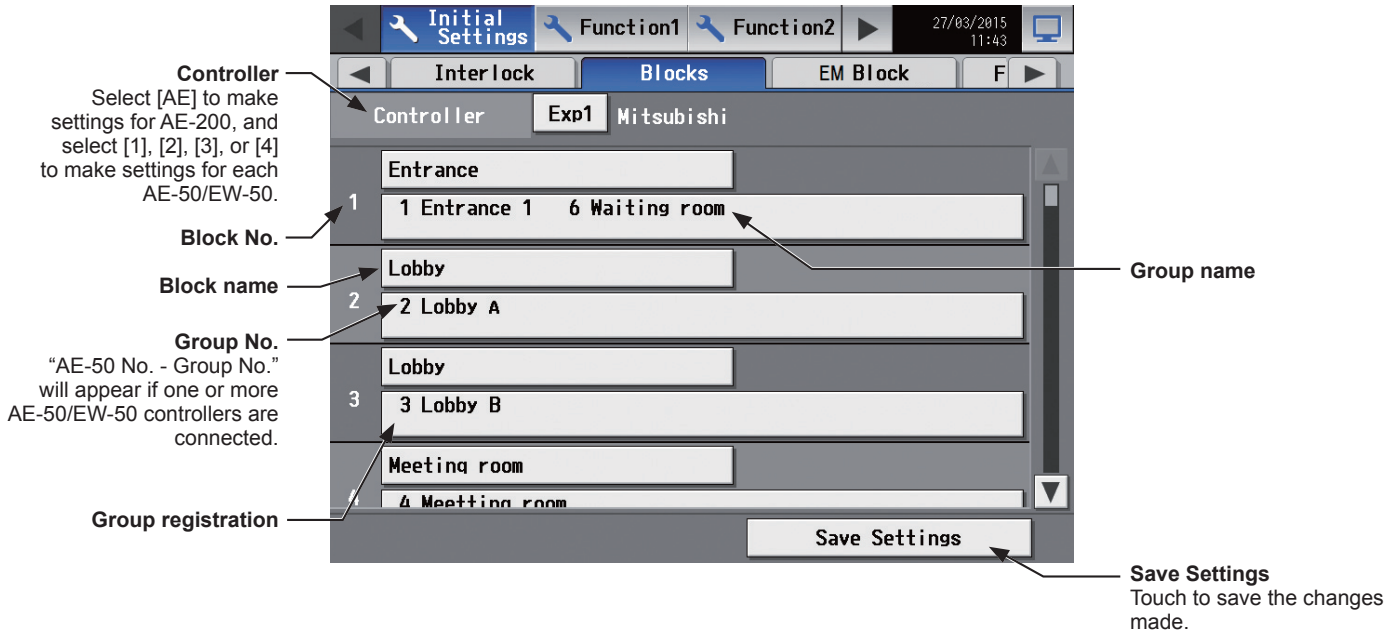 Initial Settings
Function1
Function2
27/03/2015
11:43
Interlock
Blocks
EM Block
F
Controller
Select [AE] to make
settings for AE-200, and
select [1], [2], [3], or [4]
to make settings for each
AE-50/EW-50.
Controller
Exp1
Mitsubishi
Entrance
1
1 Entrance 1 6 Waiting room
Block No.
Group name
Block name
Lobby
2
2 Lobby A
Group No.
“AE-50 No. - Group No.”
will appear if one or more
AE-50/EW-50 controllers are
connected.
Lobby
3
3 Lobby B
Meeting room
4
4 Meetting room
Group registration
Save Settings
Save Settings
Touch to save the changes
made.